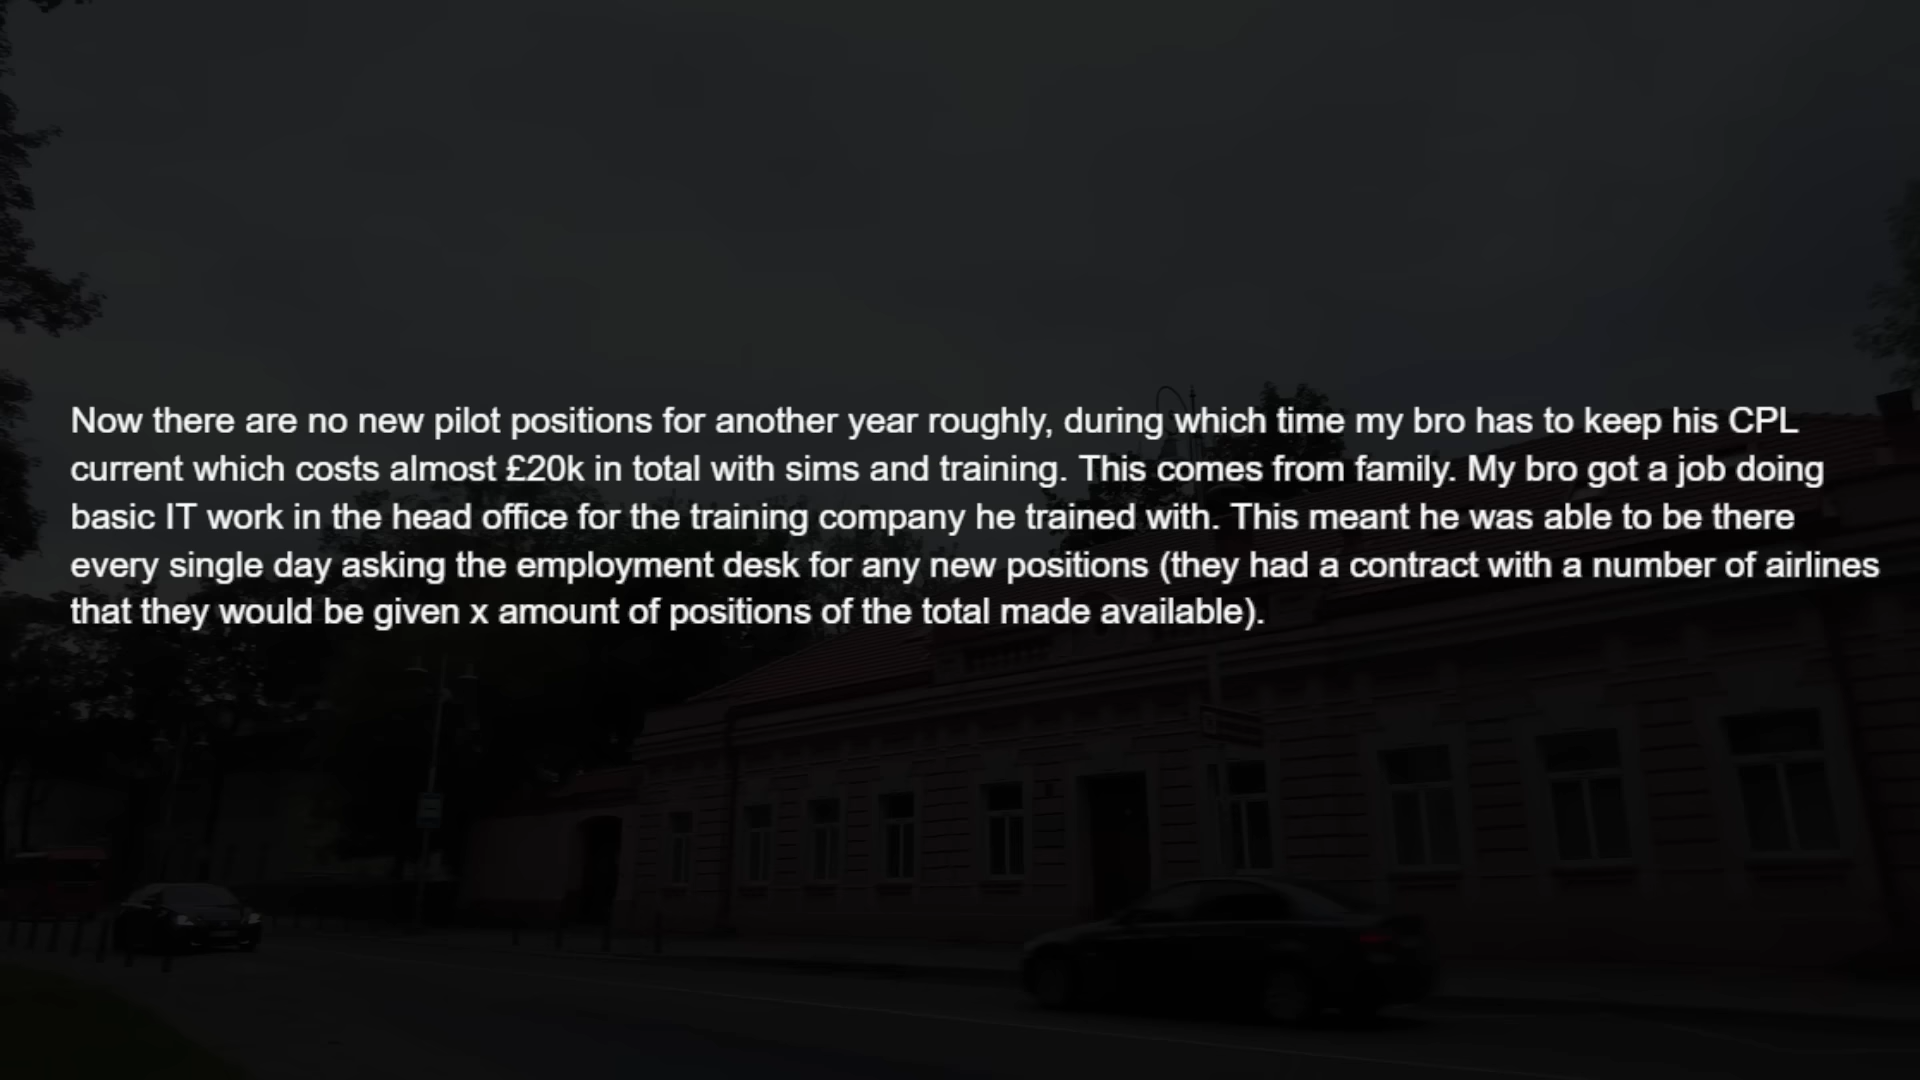 Now there are no new pilot positions for another year roughly, during which time my bro has to keep his CPL
current which costs almost £20k in total with sims and training. This comes from family. My bro got a job doing
basic IT work in the head office for the training company he trained with. This meant he was able to be there
every single day asking the employment desk for any new positions (they had a contract with a number of airlines
that they would be given x amount of positions of the total made available).